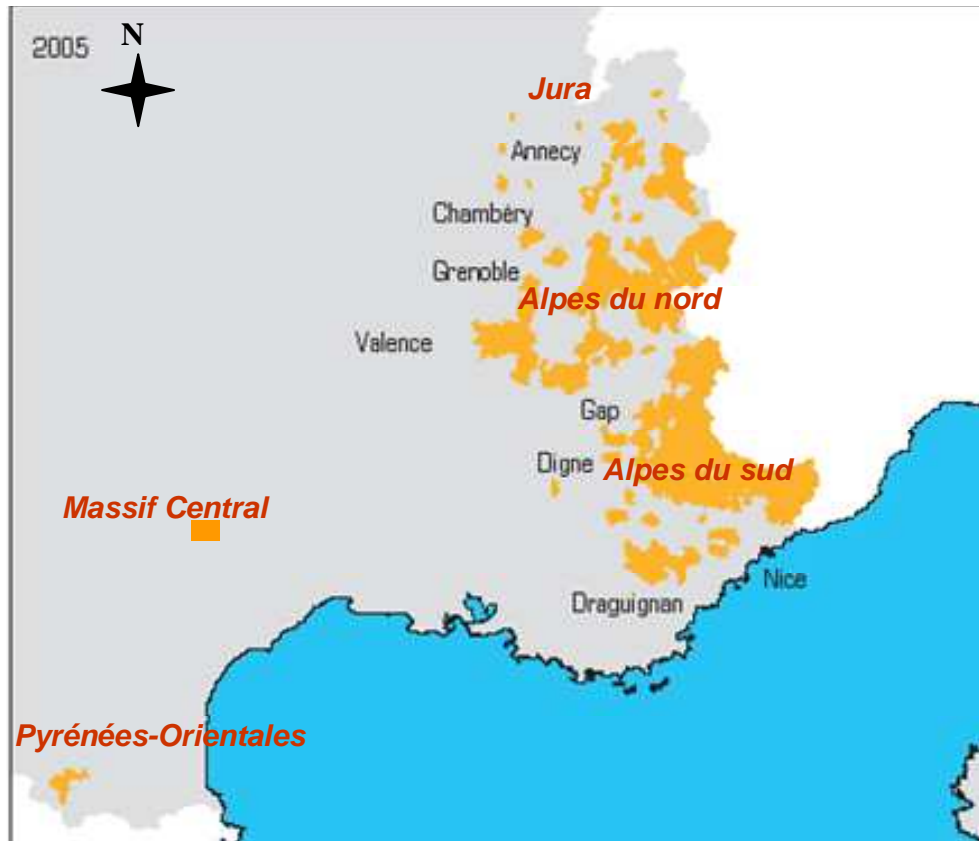 2005
N
Jura
Annecy
Chambéry
Grenoble
Alpes du nord
Valence
Gap
Digne
Alpes du sud
Massif Central
Nice
Draguignan
Pyrénées-Orientales